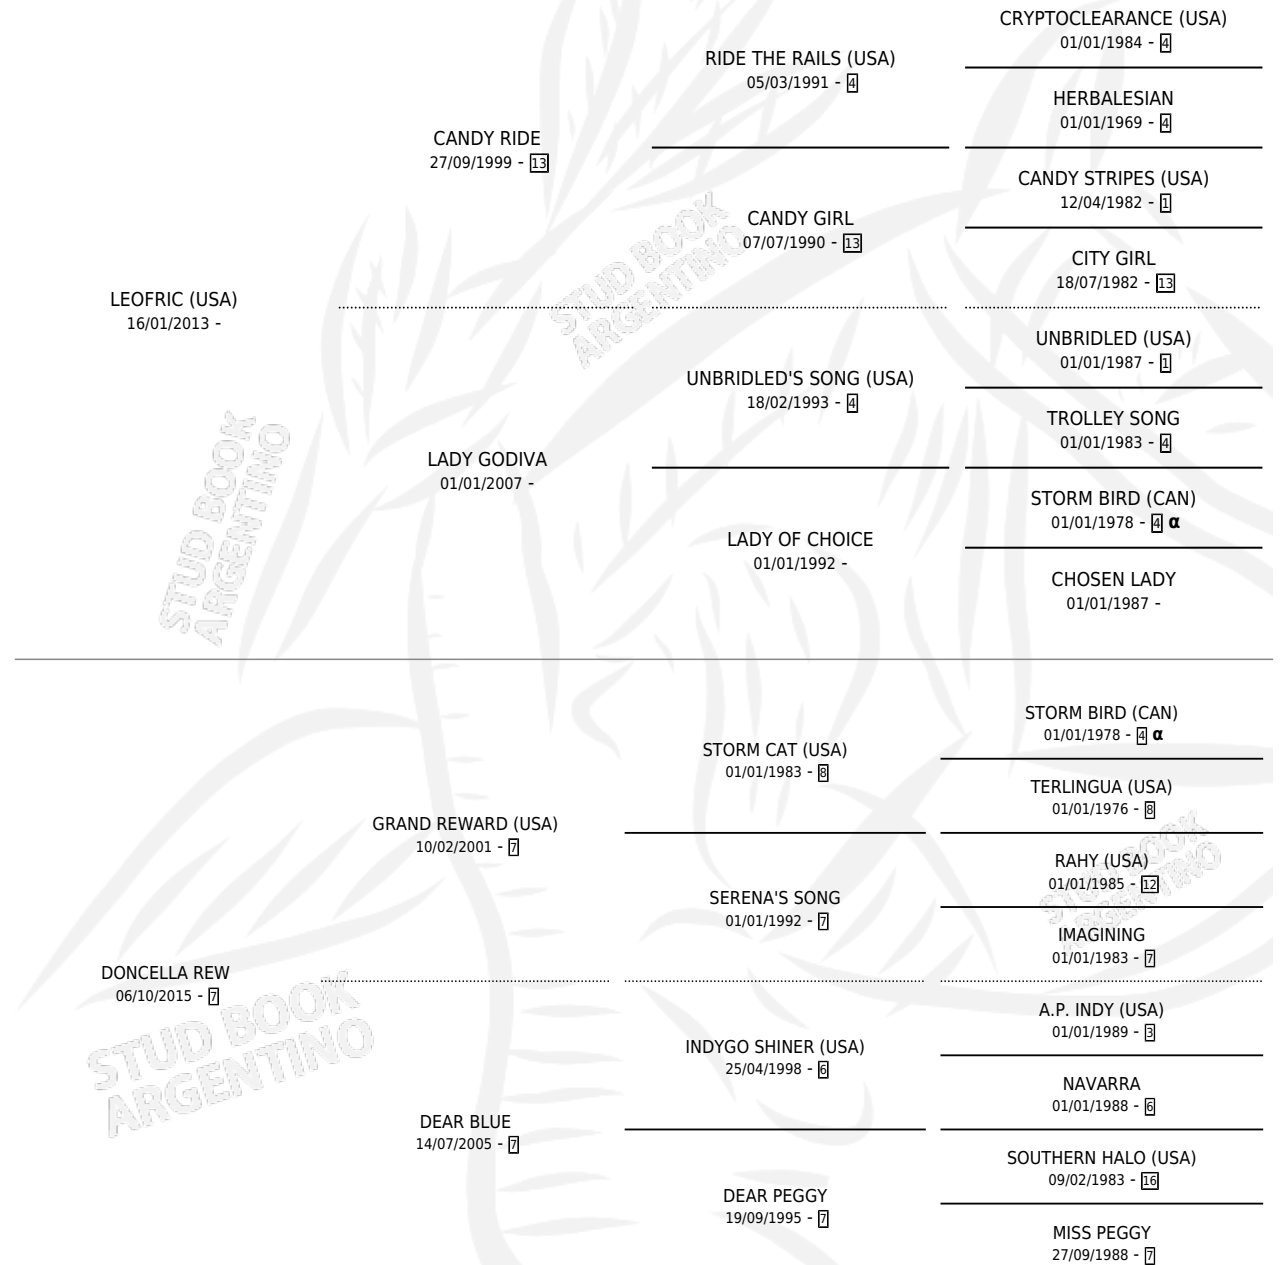 CRYPTOCLEARANCE (USA)
01/01/1984 - 4
RIDE THE RAILS (USA)
05/03/1991 - 4
HERBALESIAN
01/01/1969 - 4
CANDY RIDE
27/09/1999 - 13
CANDY STRIPES (USA)
12/04/1982 - 1
CANDY GIRL
07/07/1990 - 13
CITY GIRL
18/07/1982 - 13
LEOFRIC (USA)
16/01/2013 -
UNBRIDLED (USA)
01/01/1987 - 1
UNBRIDLED'S SONG (USA)
18/02/1993 - 4
TROLLEY SONG
01/01/1983 - 4
LADY GODIVA
01/01/2007 -
STORM BIRD (CAN)
01/01/1978 - 4 α
LADY OF CHOICE
01/01/1992 -
CHOSEN LADY
01/01/1987 -
STORM BIRD (CAN)
01/01/1978 - 4 α
STORM CAT (USA)
01/01/1983 - 8
TERLINGUA (USA)
01/01/1976 - 8
GRAND REWARD (USA)
10/02/2001 - 7
RAHY (USA)
01/01/1985 - 12
SERENA'S SONG
01/01/1992 - 7
IMAGINING
01/01/1983 - 7
DONCELLA REW
06/10/2015 - 7
A.P. INDY (USA)
01/01/1989 - 3
INDYGO SHINER (USA)
25/04/1998 - 6
NAVARRA
01/01/1988 - 6
DEAR BLUE
14/07/2005 - 7
SOUTHERN HALO (USA)
09/02/1983 - 16
DEAR PEGGY
19/09/1995 - 7
MISS PEGGY
27/09/1988 - 7
STUD BOOK
ARGENTINO
STUD BOOK
ARGENTINO
STUD BOOK
ARGENTINO
STUD BOOK
ARGENTINO